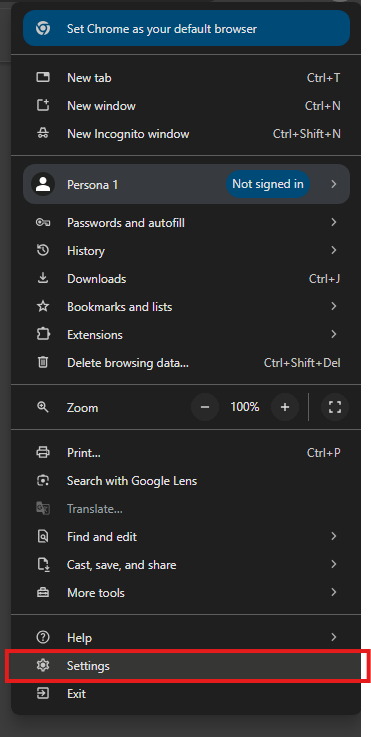 Set Chrome as your default browser
New tab Ctrl+T
New window Ctrl+N
New Incognito window Ctrl+Shift+N
Persona 1 Not signed in
Passwords and autofill
History
Downloads Ctrl+J
Bookmarks and lists
Extensions
Delete browsing data... Ctrl+Shift+Del
Zoom − 100% +
Print... Ctrl+P
Search with Google Lens
Translate...
Find and edit
Cast, save, and share
More tools
Help
Settings
Exit